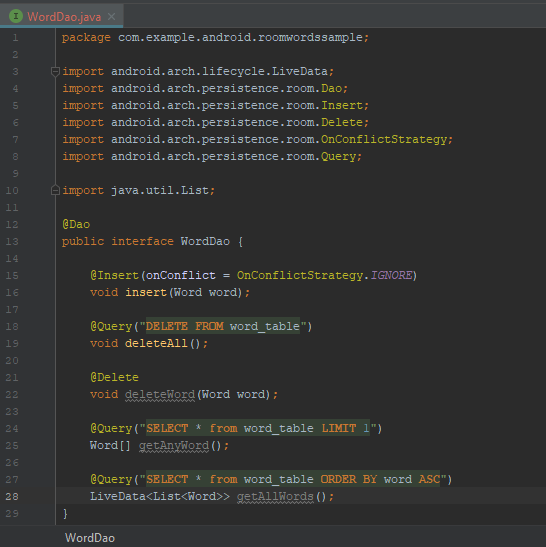 WordDao.java
1 package com.example.android.roomwordssample;
2
3 import android.arch.lifecycle.LiveData;
4 import android.arch.persistence.room.Dao;
5 import android.arch.persistence.room.Insert;
6 import android.arch.persistence.room.Delete;
7 import android.arch.persistence.room.OnConflictStrategy;
8 import android.arch.persistence.room.Query;
9
10 import java.util.List;
11
12 @Dao
13 public interface WordDao {
14
15 @Insert(onConflict = OnConflictStrategy.IGNORE)
16 void insert(Word word);
17
18 @Query("DELETE FROM word_table")
19 void deleteAll();
20
21 @Delete
22 void deleteWord(Word word);
23
24 @Query("SELECT * from word_table LIMIT 1")
25 Word[] getAnyWord();
26
27 @Query("SELECT * from word_table ORDER BY word ASC")
28 LiveData<List<Word>> getAllWords();
29 }
WordDao